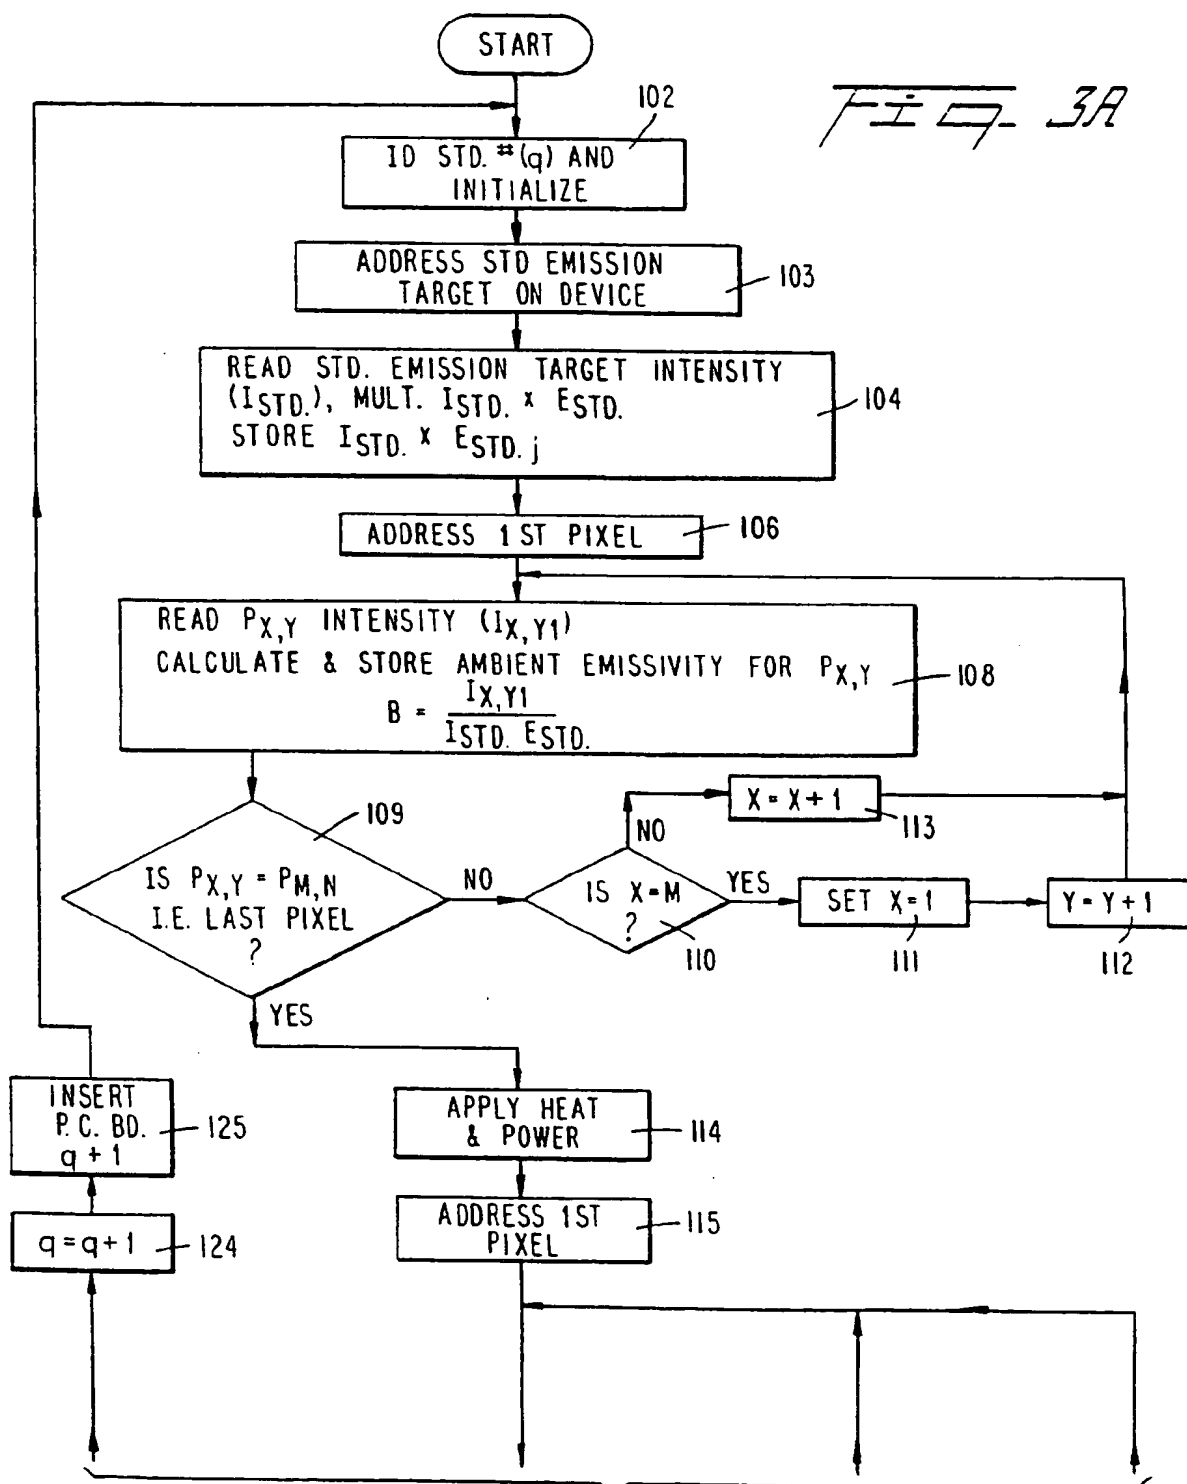 START
Fig. 3A
102
ID STD. #(q) AND
INITIALIZE
ADDRESS STD EMISSION
TARGET ON DEVICE
103
READ STD. EMISSION TARGET INTENSITY
(ISTD.), MULT. ISTD. x ESTD.
STORE ISTD. x ESTD. j
104
ADDRESS 1ST PIXEL
106
READ PX,Y INTENSITY (IX,Y1)
CALCULATE & STORE AMBIENT EMISSIVITY FOR PX,Y
B = IX,Y1 / ISTD. ESTD.
108
109
IS PX,Y = PM,N
I.E. LAST PIXEL
?
NO
YES
IS X=M
?
110
NO
YES
X=X+1
113
SET X=1
111
Y=Y+1
112
INSERT
P.C. BD.
q+1
125
q=q+1
124
APPLY HEAT
& POWER
114
ADDRESS 1ST
PIXEL
115